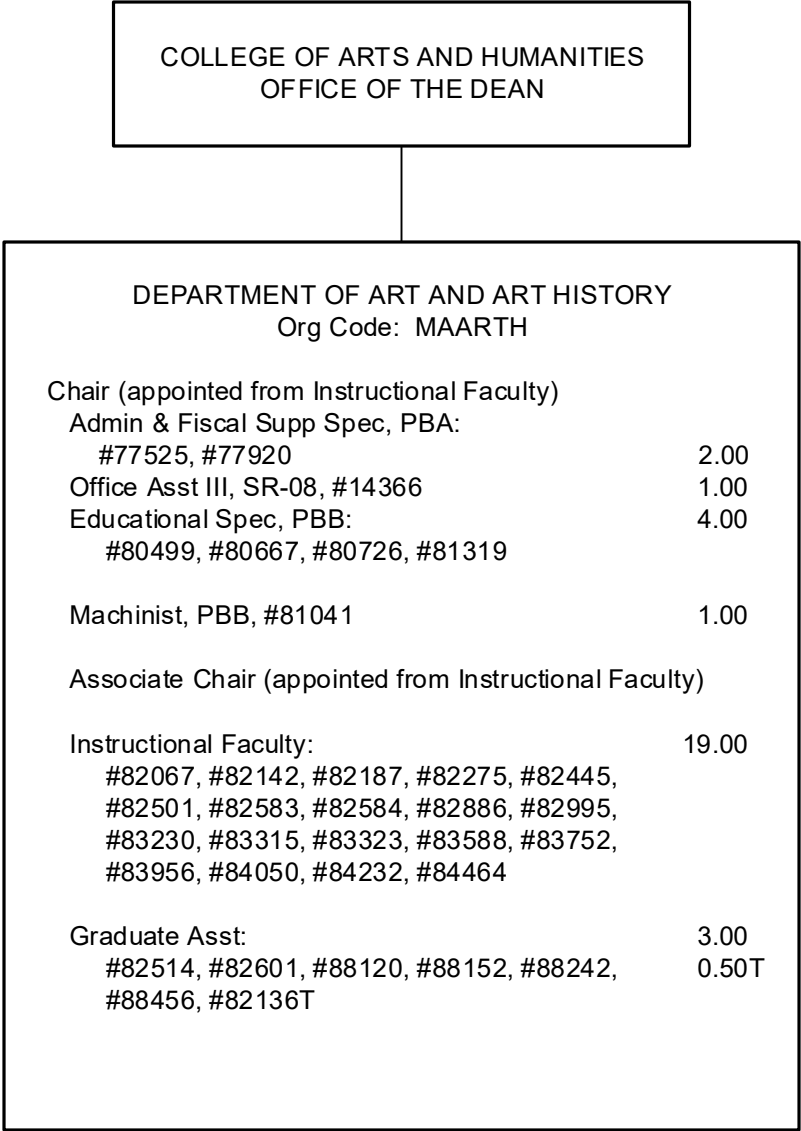 COLLEGE OF ARTS AND HUMANITIES
OFFICE OF THE DEAN
DEPARTMENT OF ART AND ART HISTORY
Org Code: MAARTH
Chair (appointed from Instructional Faculty)
Admin & Fiscal Supp Spec, PBA:
#77525, #77920 2.00
Office Asst III, SR-08, #14366 1.00
Educational Spec, PBB: 4.00
#80499, #80667, #80726, #81319
Machinist, PBB, #81041 1.00
Associate Chair (appointed from Instructional Faculty)
Instructional Faculty: 19.00
#82067, #82142, #82187, #82275, #82445,
#82501, #82583, #82584, #82886, #82995,
#83230, #83315, #83323, #83588, #83752,
#83956, #84050, #84232, #84464
Graduate Asst: 3.00
#82514, #82601, #88120, #88152, #88242, 0.50T
#88456, #82136T